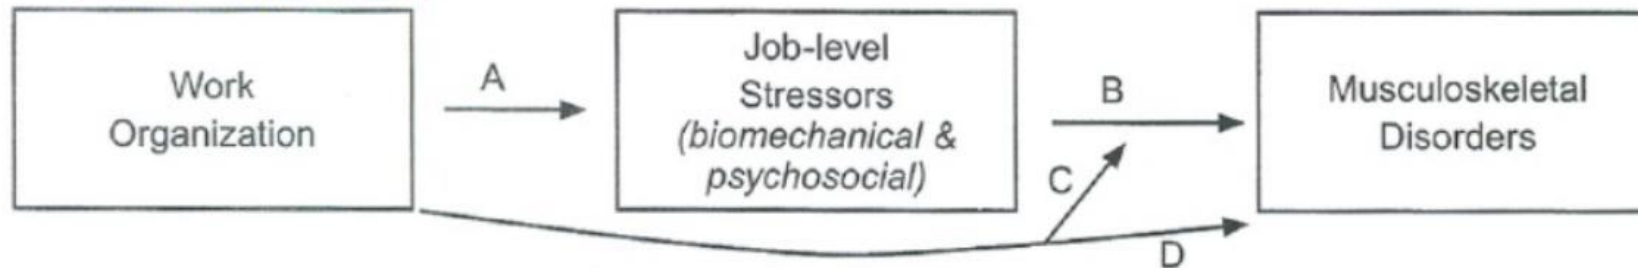 Work
Organization
A
Job-level
Stressors
(biomechanical &
psychosocial)
B
C
D
Musculoskeletal
Disorders